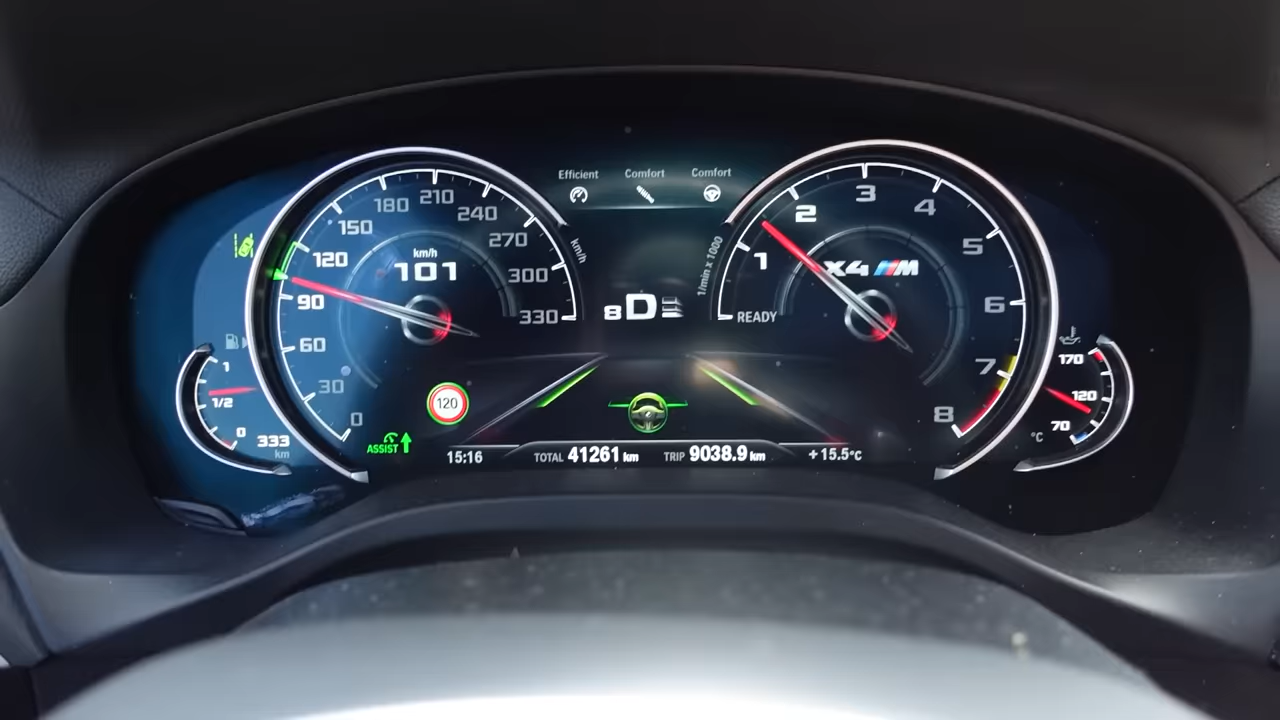 Efficient Comfort Comfort
0 30 60 90 120 150 180 210 240 270 300 330
km/h
km/h
101
1/min x 1000
READY 1 2 3 4 5 6 7 8
X4 M
8D
1
1/2
0
333
km
120
ASSIST
170
120
70
°C
15:16 TOTAL 41261 km TRIP 9038.9 km +15.5°C